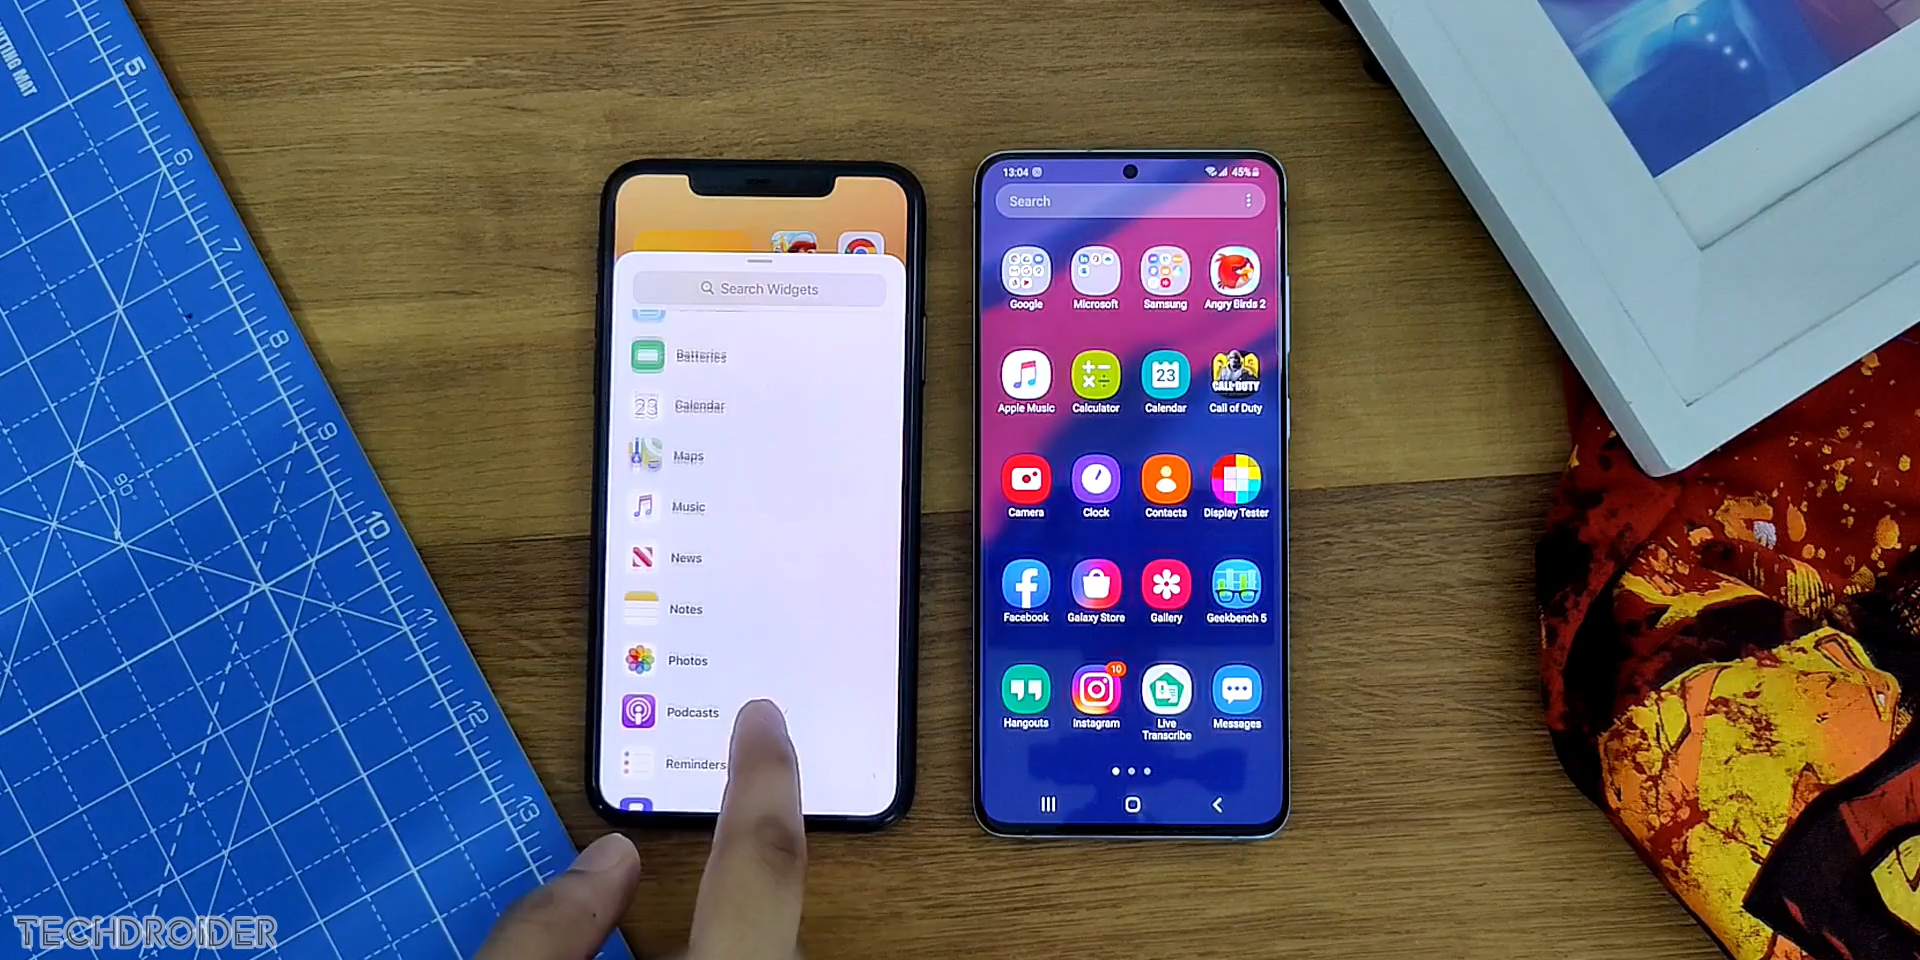 CUTTING MAT
5
6
7
8
9
10
11
12
13
90°
Search Widgets
Batteries
23 Calendar
Maps
Music
News
Notes
Photos
Podcasts
Reminders
13:04 45%
Search
Google Microsoft Samsung Angry Birds 2
23 CALL OF DUTY
Apple Music Calculator Calendar Call of Duty
Camera Clock Contacts Display Tester
Facebook Galaxy Store Gallery Geekbench 5
10
Hangouts Instagram Live Transcribe Messages
TECHDROIDER